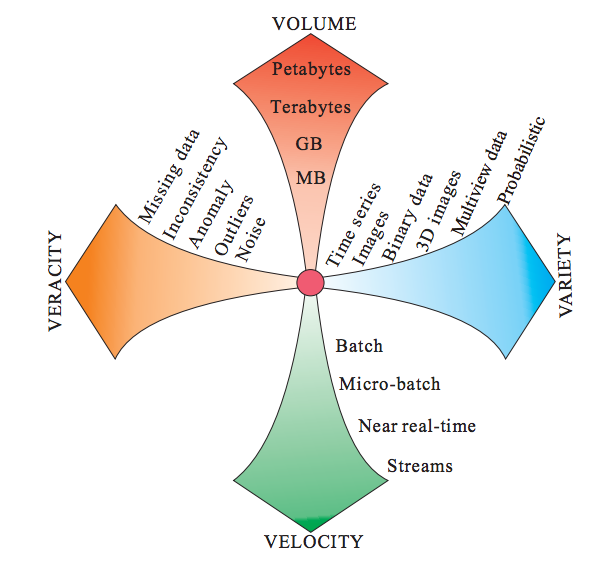 VOLUME
Petabytes
Terabytes
GB
MB
Missing data
Inconsistency
Anomaly
Outliers
Noise
Time series
Images
Binary data
3D images
Multiview data
Probabilistic
VERACITY
VARIETY
Batch
Micro-batch
Near real-time
Streams
VELOCITY